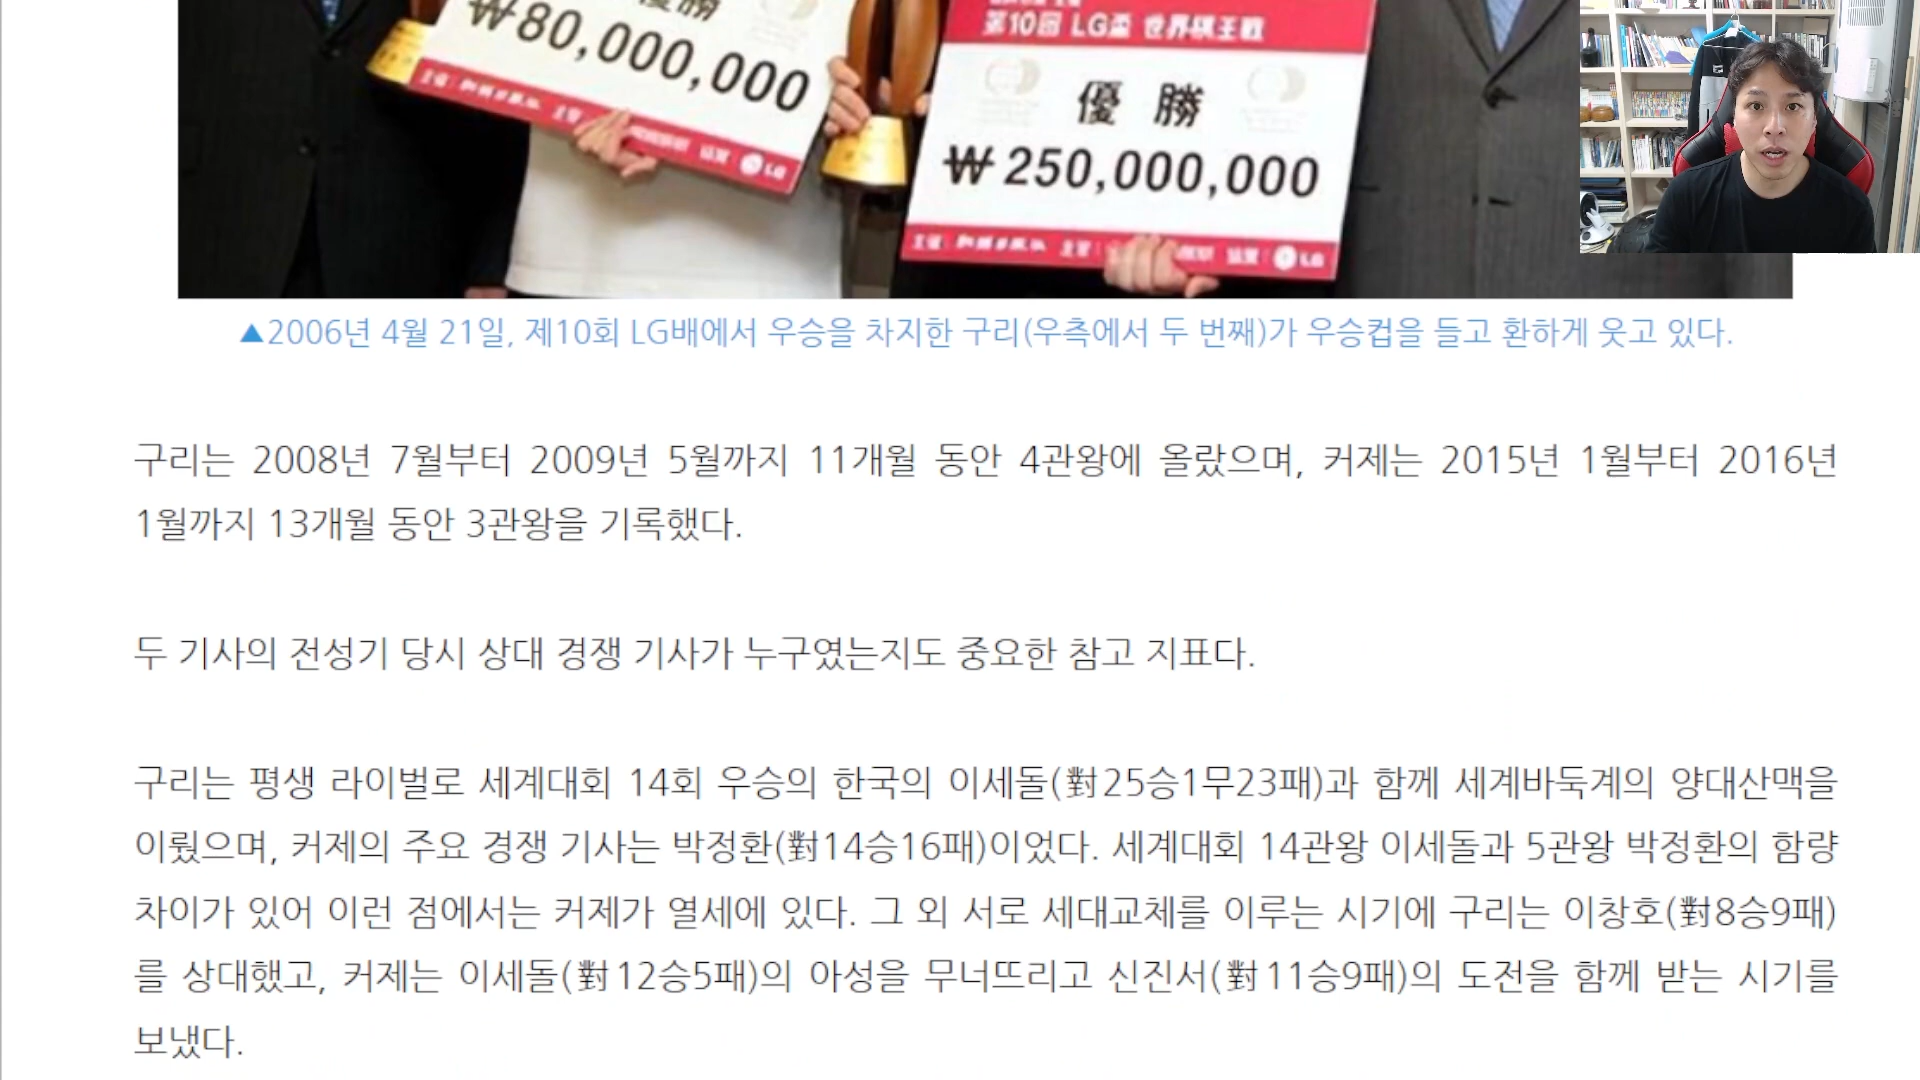 優勝
₩80,000,000
主催
主管
協賛
LG
第10回 LG盃 世界棋王戦
優勝
₩250,000,000
主催
主管
LG
▲2006년 4월 21일, 제10회 LG배에서 우승을 차지한 구리(우측에서 두 번째)가 우승컵을 들고 환하게 웃고 있다.
구리는 2008년 7월부터 2009년 5월까지 11개월 동안 4관왕에 올랐으며, 커제는 2015년 1월부터 2016년
1월까지 13개월 동안 3관왕을 기록했다.
두 기사의 전성기 당시 상대 경쟁 기사가 누구였는지도 중요한 참고 지표다.
구리는 평생 라이벌로 세계대회 14회 우승의 한국의 이세돌(對25승1무23패)과 함께 세계바둑계의 양대산맥을
이뤘으며, 커제의 주요 경쟁 기사는 박정환(對14승16패)이었다. 세계대회 14관왕 이세돌과 5관왕 박정환의 함량
차이가 있어 이런 점에서는 커제가 열세에 있다. 그 외 서로 세대교체를 이루는 시기에 구리는 이창호(對8승9패)
를 상대했고, 커제는 이세돌(對12승5패)의 아성을 무너뜨리고 신진서(對11승9패)의 도전을 함께 받는 시기를
보냈다.